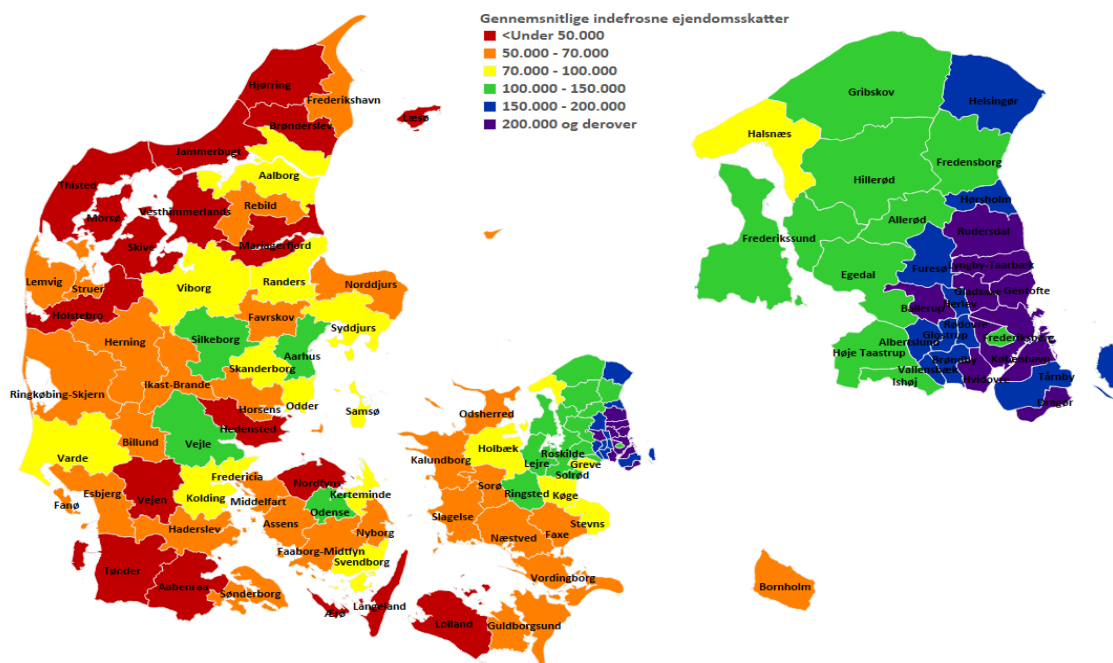 Gennemsnitlige indefrosne ejendomsskatter
<Under 50.000
50.000 - 70.000
70.000 - 100.000
100.000 - 150.000
150.000 - 200.000
200.000 og derover
Hjørring
Frederikshavn
Brønderslev
Læsø
Jammerbugt
Thisted
Aalborg
Morsø
Vesthimmerlands
Rebild
Skive
Mariagerfjord
Lemvig
Struer
Viborg
Randers
Norddjurs
Holstebro
Favrskov
Syddjurs
Herning
Silkeborg
Aarhus
Skanderborg
Ikast-Brande
Ringkøbing-Skjern
Horsens
Odder
Samsø
Hedensted
Billund
Vejle
Varde
Fredericia
Esbjerg
Vejen
Kolding
Middelfart
Fanø
Nordfyns
Kerteminde
Odense
Assens
Nyborg
Haderslev
Faaborg-Midtfyn
Svendborg
Tønder
Aabenraa
Sønderborg
Ærø
Langeland
Odsherred
Holbæk
Kalundborg
Roskilde
Lejre
Greve
Solrød
Sorø
Ringsted
Køge
Slagelse
Stevns
Næstved
Faxe
Vordingborg
Lolland
Guldborgsund
Bornholm
Gribskov
Helsingør
Halsnæs
Fredensborg
Hillerød
Hørsholm
Allerød
Rudersdal
Frederikssund
Egedal
Furesø
Lyngby-Taarbæk
Gladsaxe
Gentofte
Ballerup
Herlev
Rødovre
Albertslund
Glostrup
Frederiksberg
Høje Taastrup
Brøndby
København
Vallensbæk
Ishøj
Hvidovre
Tårnby
Dragør